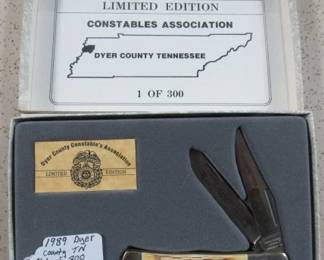 LIMITED EDITION
CONSTABLES ASSOCIATION
DYER COUNTY TENNESSEE
1 OF 300
Dyer County Constable's Association
LIMITED EDITION
1989 Dyer
County TN
300